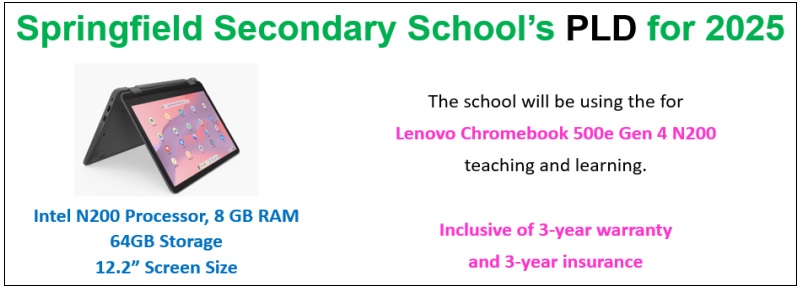 Springfield Secondary School’s PLD for 2025
Intel N200 Processor, 8 GB RAM
64GB Storage
12.2” Screen Size
The school will be using the for
Lenovo Chromebook 500e Gen 4 N200
teaching and learning.
Inclusive of 3-year warranty
and 3-year insurance